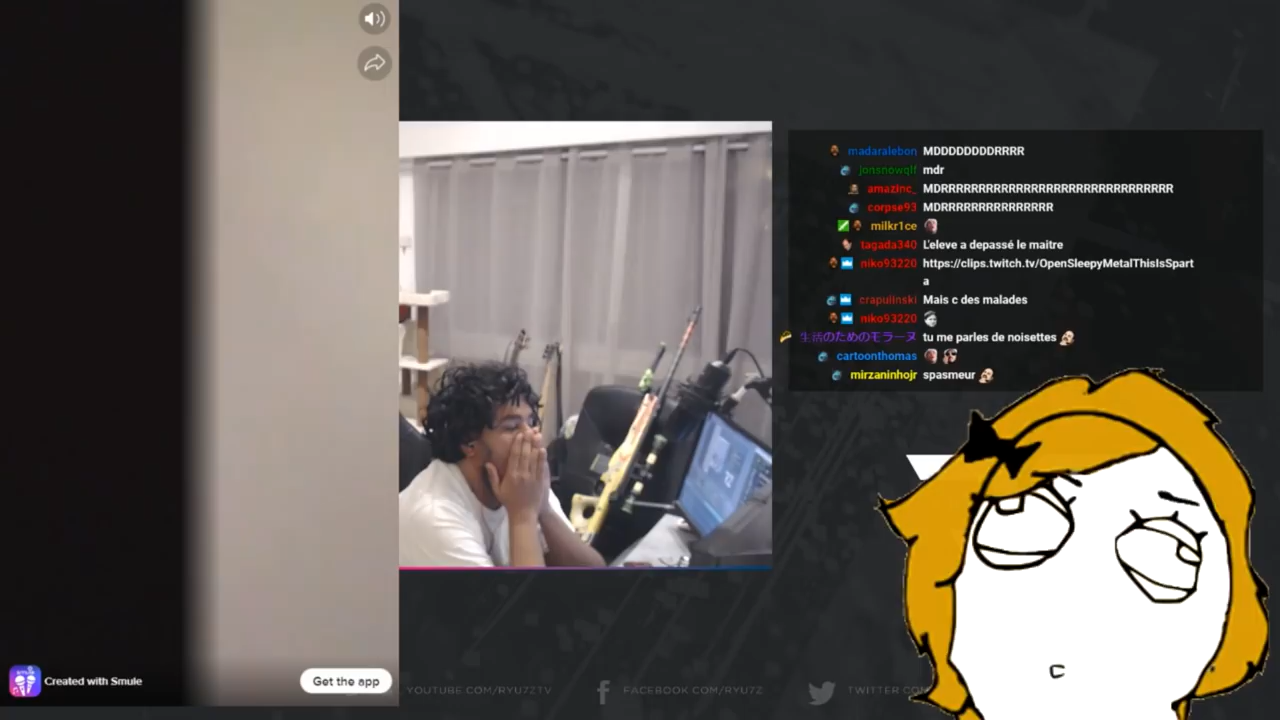 madaralebon MDDDDDDDDRRRR
jonsnowqlf mdr
amazinc_ MDRRRRRRRRRRRRRRRRRRRRRRRRRRRRRRRR
corpse93 MDRRRRRRRRRRRRRRR
milkr1ce
tagada340 L'eleve a depassé le maitre
niko93220 https://clips.twitch.tv/OpenSleepyMetalThisIsSpart
a
crapulinski Mais c des malades
niko93220
生活のためのモラーヌ tu me parles de noisettes
cartoonthomas
mirzaninhojr spasmeur
Created with Smule
Get the app
YOUTUBE.COM/RYU7ZTV
FACEBOOK.COM/RYU7Z
TWITTER